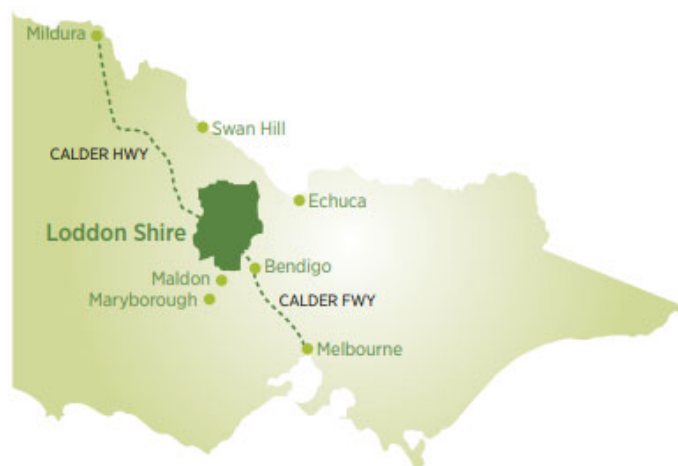 Mildura
Swan Hill
CALDER HWY
Echuca
Loddon Shire
Bendigo
Maldon
Maryborough
CALDER FWY
Melbourne